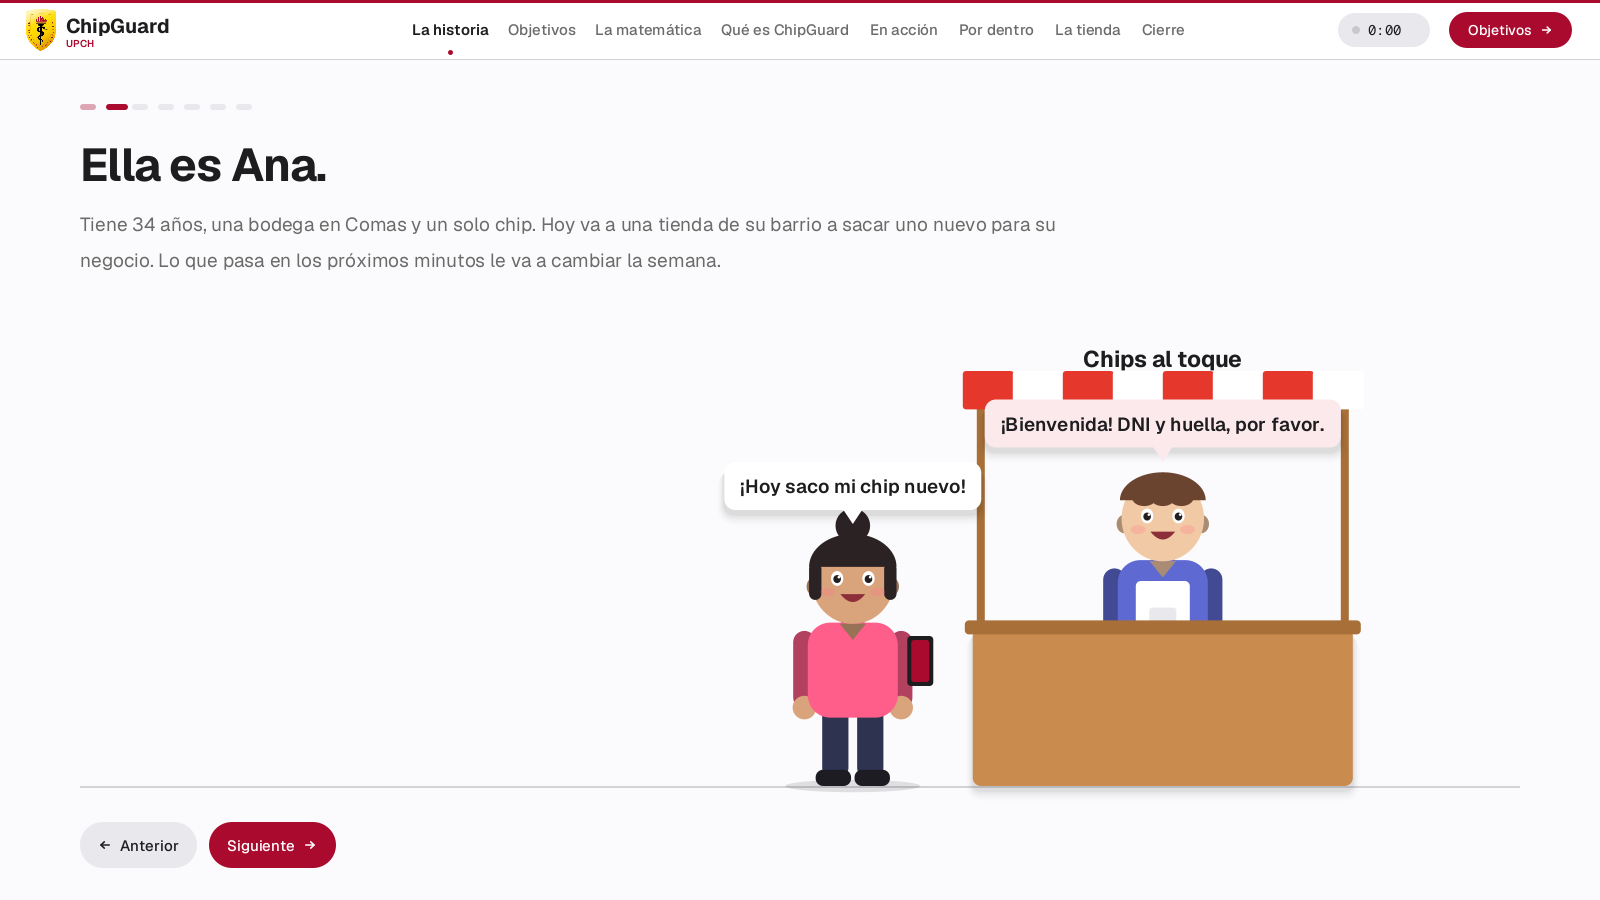 ChipGuard
UPCH
La historia
Objetivos
La matemática
Qué es ChipGuard
En acción
Por dentro
La tienda
Cierre
0:00
Objetivos →
Ella es Ana.
Tiene 34 años, una bodega en Comas y un solo chip. Hoy va a una tienda de su barrio a sacar uno nuevo para su
negocio. Lo que pasa en los próximos minutos le va a cambiar la semana.
Chips al toque
¡Bienvenida! DNI y huella, por favor.
¡Hoy saco mi chip nuevo!
← Anterior
Siguiente →